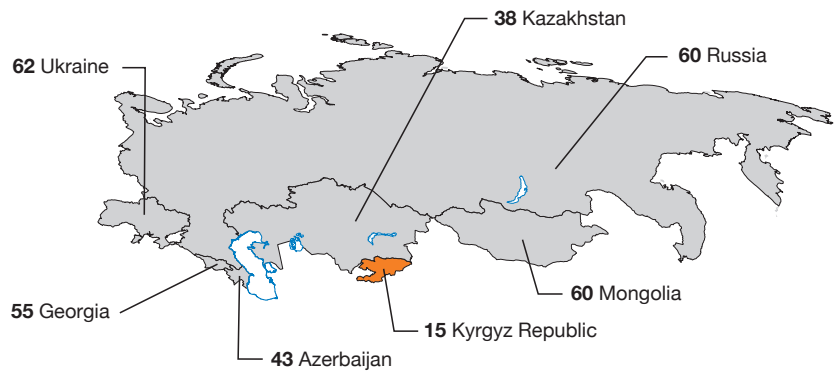 38 Kazakhstan
60 Russia
62 Ukraine
60 Mongolia
55 Georgia
15 Kyrgyz Republic
43 Azerbaijan